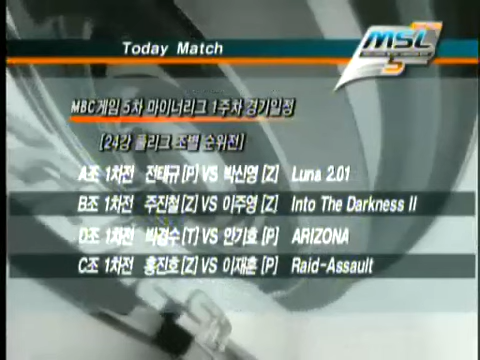 Today Match
MSL
5
MBC게임 5차 마이너리그 1주차 경기일정
[24강 풀리그 조별 순위전]
A조 1차전 전태규 [P] VS 박신영 [Z] Luna 2.01
B조 1차전 주진철 [Z] VS 이주영 [Z] Into The Darkness II
D조 1차전 박경수 [T] VS 안기효 [P] ARIZONA
C조 1차전 홍진호 [Z] VS 이재훈 [P] Raid-Assault